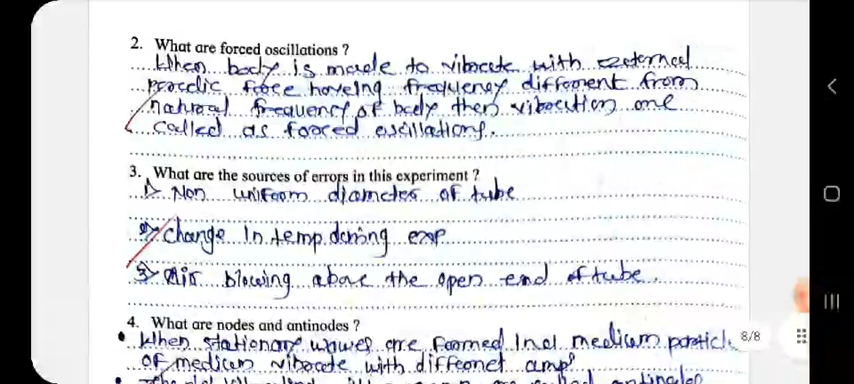 2. What are forced oscillations ?
When body is made to vibrate with external
proodic force having frequency different from
natural frequency of body then vibration are
called as forced oscillations.
3. What are the sources of errors in this experiment ?
1> Non uniform diameter of tube
2> change in temp during exp
3> Air blowing above the open end of tube.
4. What are nodes and antinodes ?
• When stationary waves are formed in a medium particle
of medium vibrate with different amp
8/8